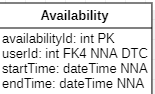 Availability
availabilityId: int PK
userId: int FK4 NNA DTC
startTime: dateTime NNA
endTime: dateTime NNA